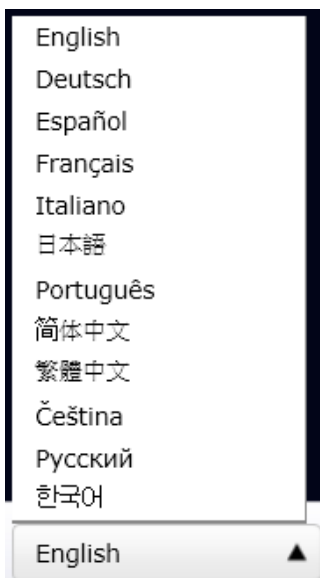 English
Deutsch
Español
Français
Italiano
日本語
Português
简体中文
繁體中文
Čeština
Русский
한국어
English